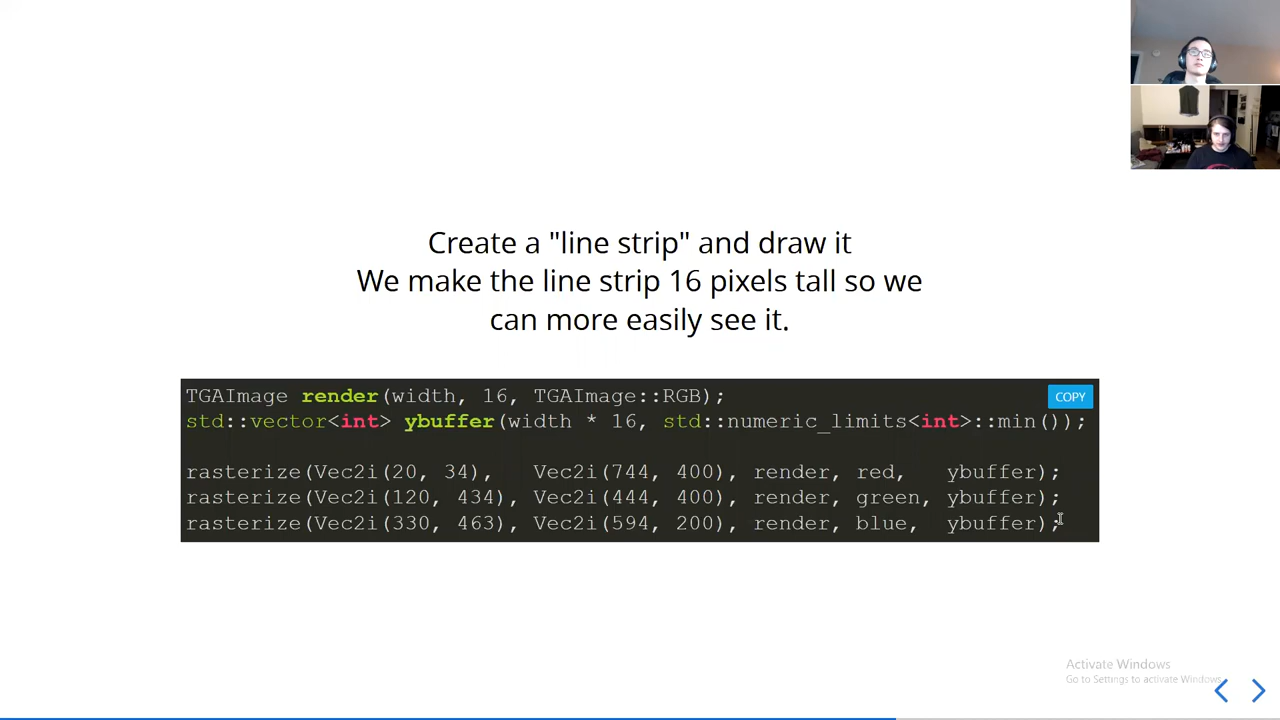 Create a "line strip" and draw it
We make the line strip 16 pixels tall so we
can more easily see it.
COPY
TGAImage render(width, 16, TGAImage::RGB);
std::vector<int> ybuffer(width * 16, std::numeric_limits<int>::min());
rasterize(Vec2i(20, 34),   Vec2i(744, 400), render, red,   ybuffer);
rasterize(Vec2i(120, 434), Vec2i(444, 400), render, green, ybuffer);
rasterize(Vec2i(330, 463), Vec2i(594, 200), render, blue,  ybuffer);
Activate Windows
Go to Settings to activate Windows.